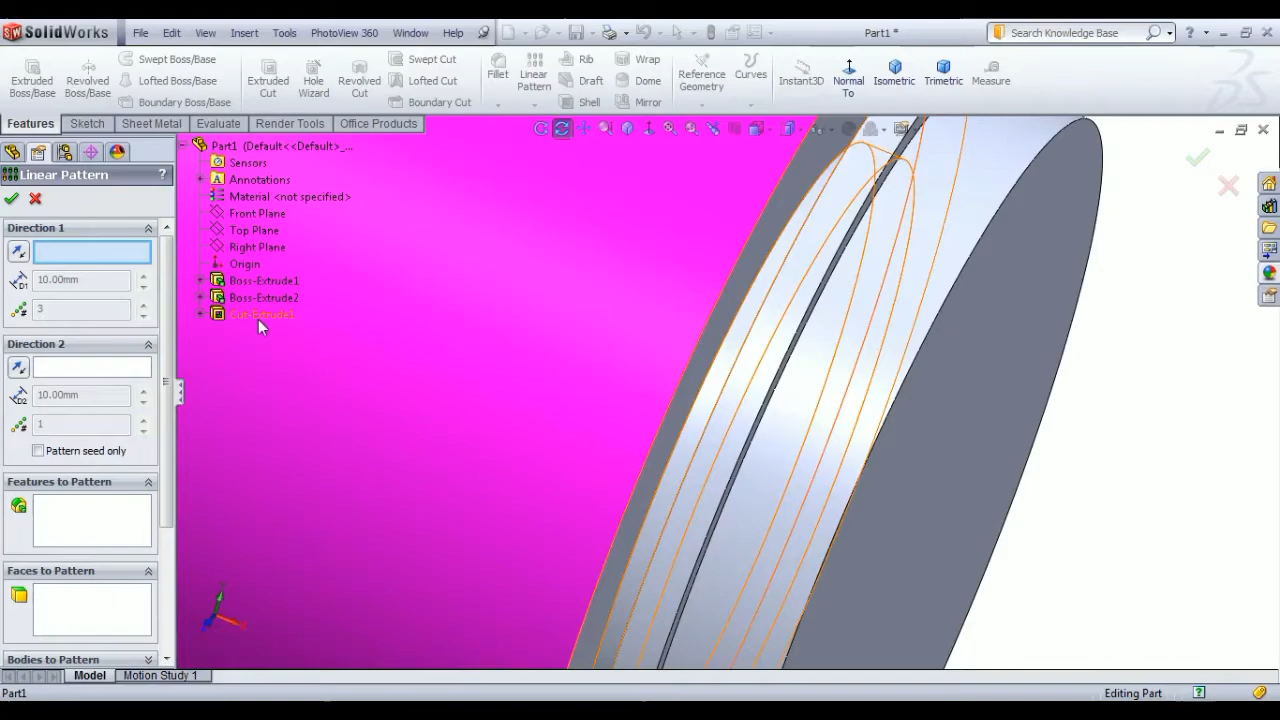 SolidWorks File Edit View Insert Tools PhotoView 360 Window Help Part1 * Search Knowledge Base ?
Extruded Boss/Base
Revolved Boss/Base
Swept Boss/Base
Lofted Boss/Base
Boundary Boss/Base
Extruded Cut
Hole Wizard
Revolved Cut
Swept Cut
Lofted Cut
Boundary Cut
Fillet
Linear Pattern
Rib
Draft
Shell
Wrap
Dome
Mirror
Reference Geometry
Curves
Instant3D
Normal To
Isometric
Trimetric
Measure
Features Sketch Sheet Metal Evaluate Render Tools Office Products
Linear Pattern ?
Direction 1
10.00mm
3
Direction 2
10.00mm
1
Pattern seed only
Features to Pattern
Faces to Pattern
Bodies to Pattern
Part1 (Default<<Default>_...
Sensors
Annotations
Material <not specified>
Front Plane
Top Plane
Right Plane
Origin
Boss-Extrude1
Boss-Extrude2
Cut-Extrude1
Model Motion Study 1
Part1 Editing Part ?